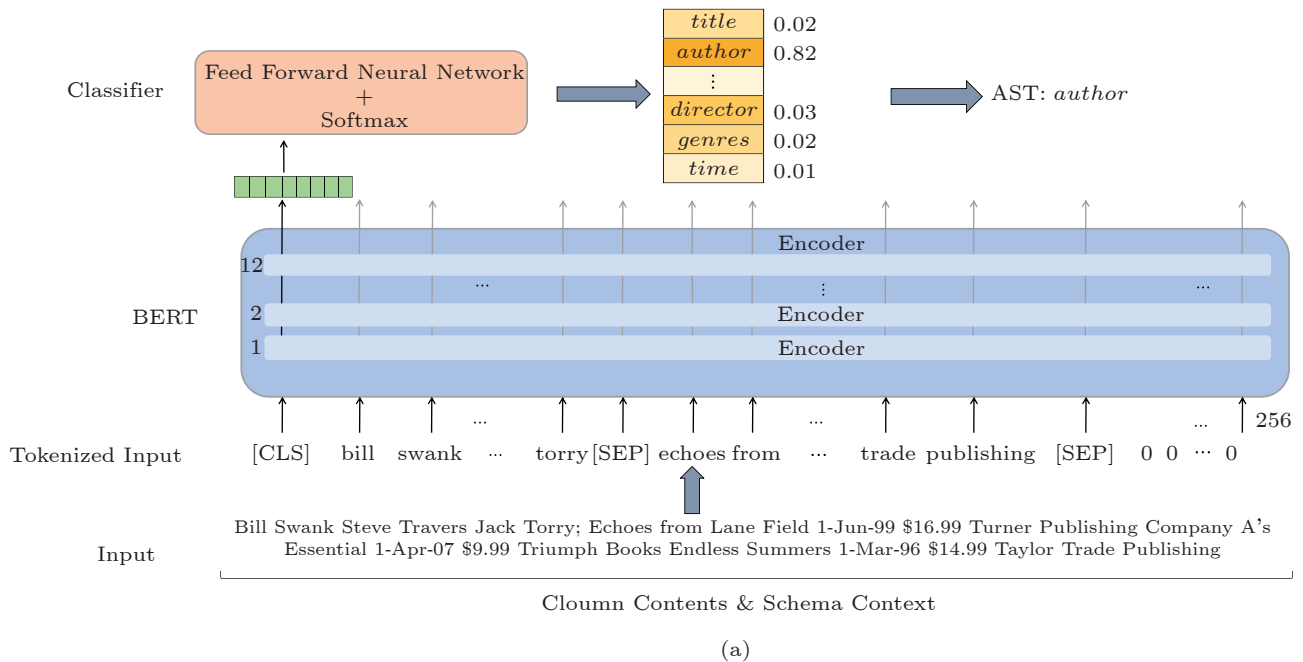 title 0.02
author 0.82
⋮
director 0.03
genres 0.02
time 0.01
Classifier
Feed Forward Neural Network
+
Softmax
AST: author
BERT
Encoder
12
... ⋮ ...
2 Encoder
1 Encoder
... ... ... 256
Tokenized Input [CLS] bill swank ... torry [SEP] echoes from ... trade publishing [SEP] 0 0 ... 0
Input
Bill Swank Steve Travers Jack Torry; Echoes from Lane Field 1-Jun-99 $16.99 Turner Publishing Company A's
Essential 1-Apr-07 $9.99 Triumph Books Endless Summers 1-Mar-96 $14.99 Taylor Trade Publishing
Cloumn Contents & Schema Context
(a)